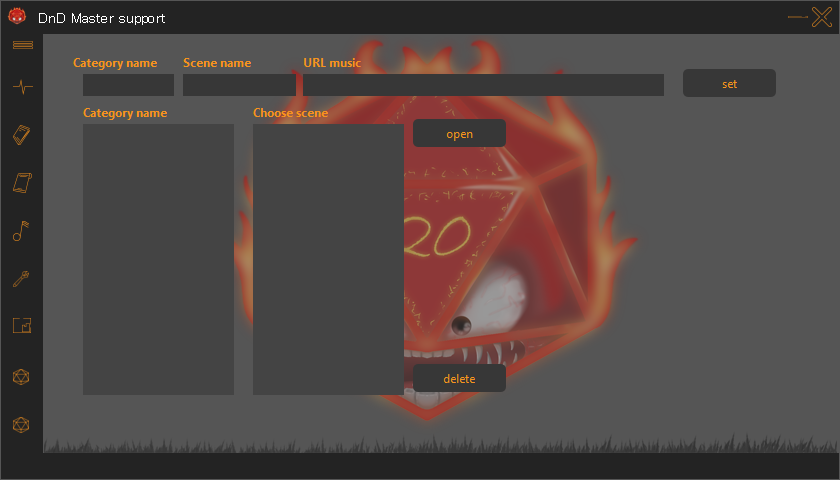 DnD Master support
Category name Scene name URL music
set
Category name Choose scene
open
20
delete